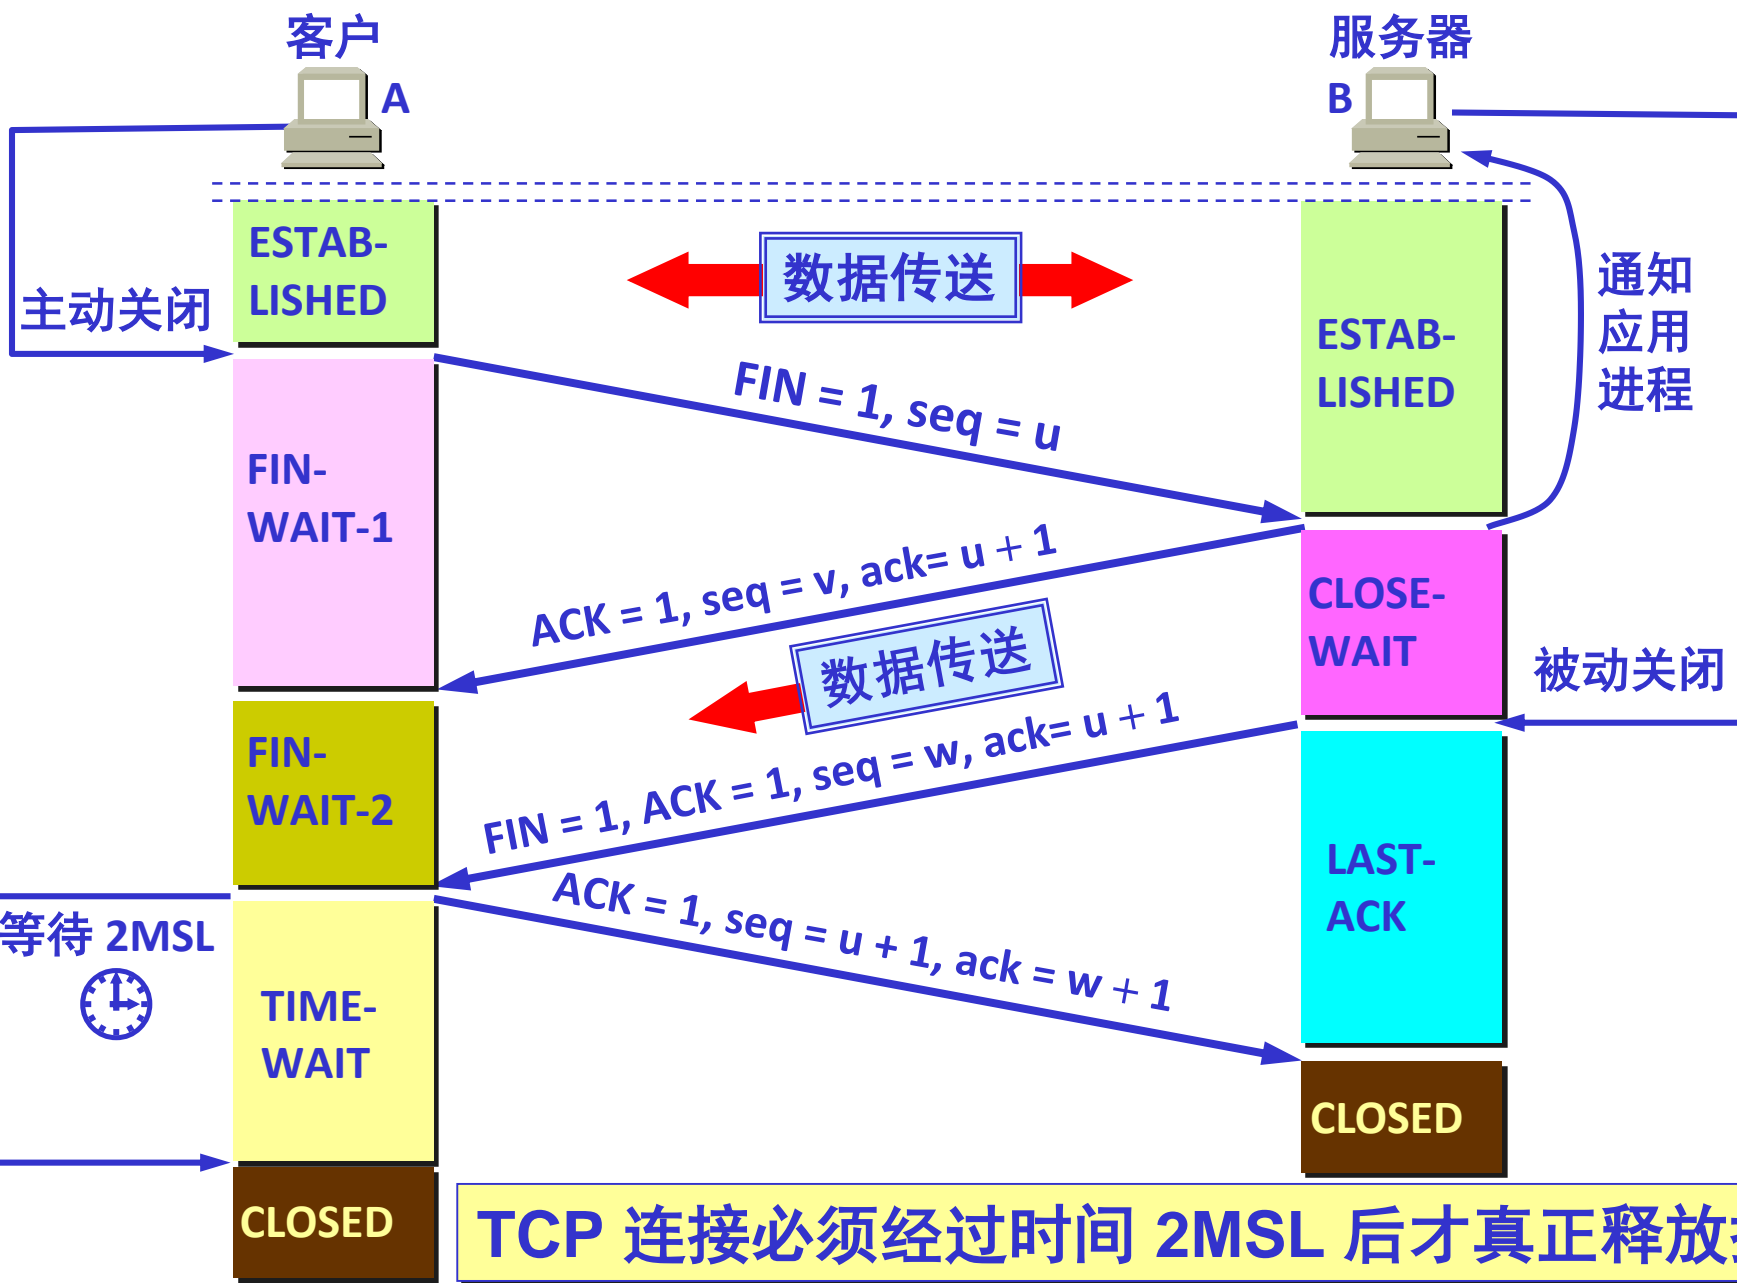 客户
服务器
A
B
ESTAB-
LISHED
数据传送
通知
应用
进程
主动关闭
ESTAB-
LISHED
FIN = 1, seq = u
FIN-
WAIT-1
ACK = 1, seq = v, ack= u + 1
CLOSE-
WAIT
数据传送
被动关闭
FIN-
WAIT-2
FIN = 1, ACK = 1, seq = w, ack= u + 1
LAST-
ACK
等待 2MSL
ACK = 1, seq = u + 1, ack = w + 1
TIME-
WAIT
CLOSED
CLOSED
TCP 连接必须经过时间 2MSL 后才真正释放